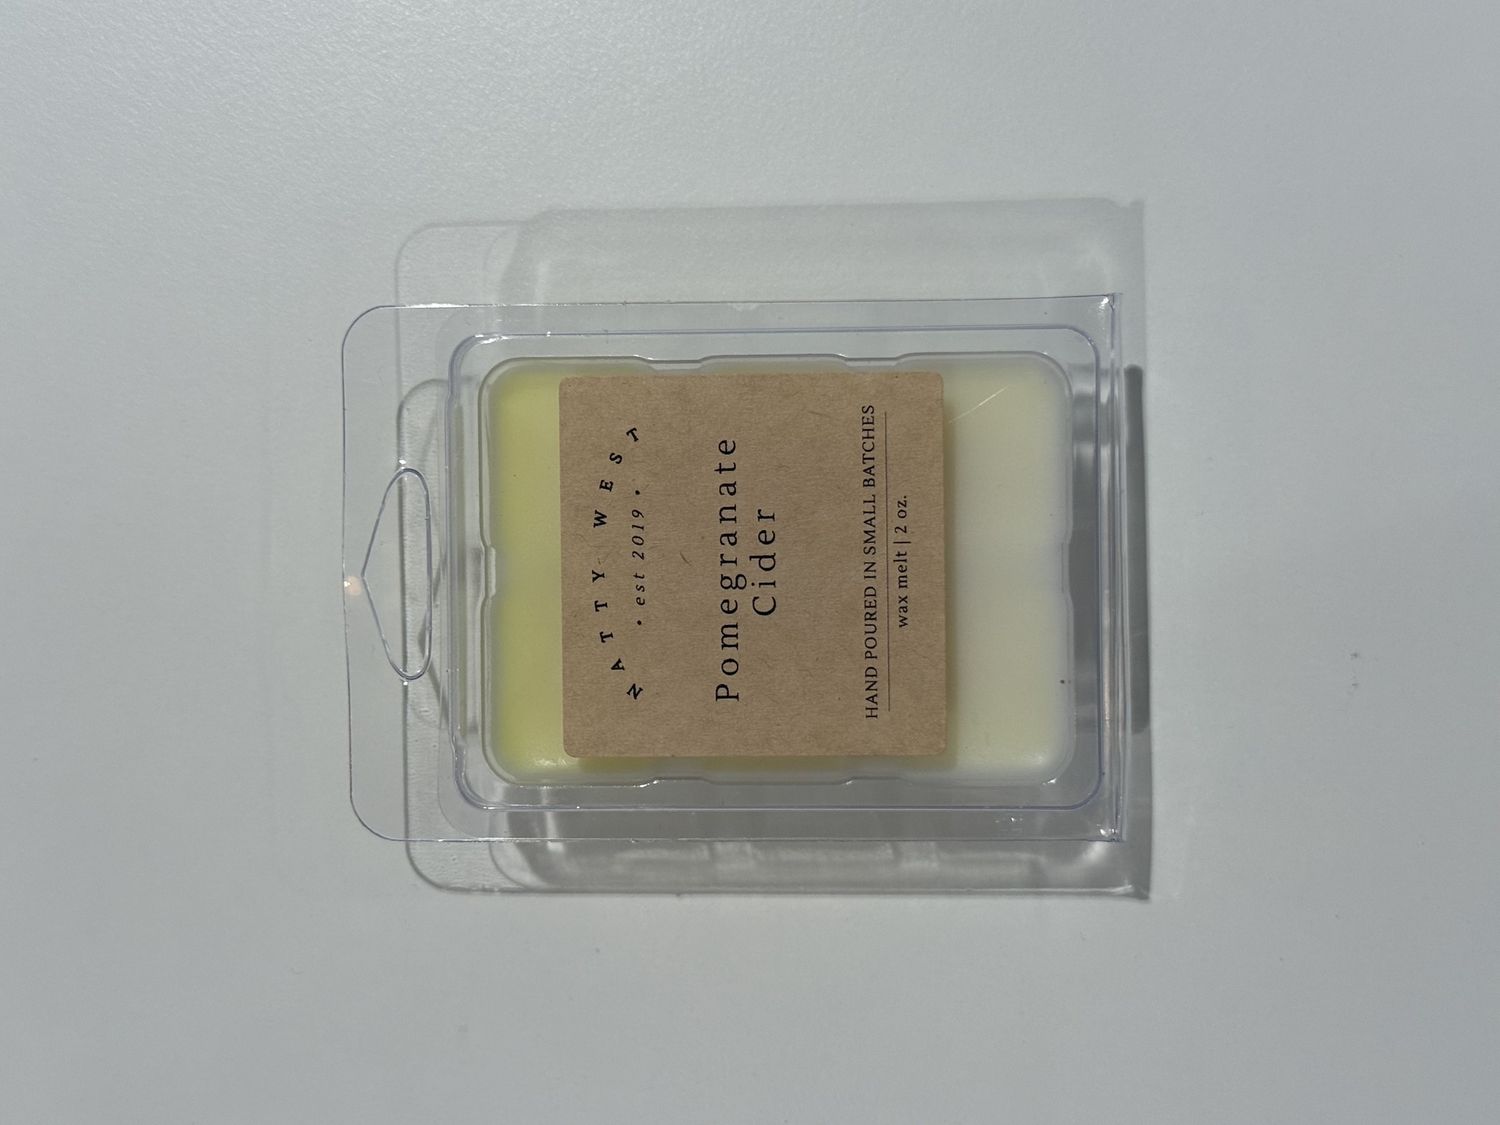 NATTY WEST
• est 2019 •
Pomegranate
Cider
HAND POURED IN SMALL BATCHES
wax melt | 2 oz.